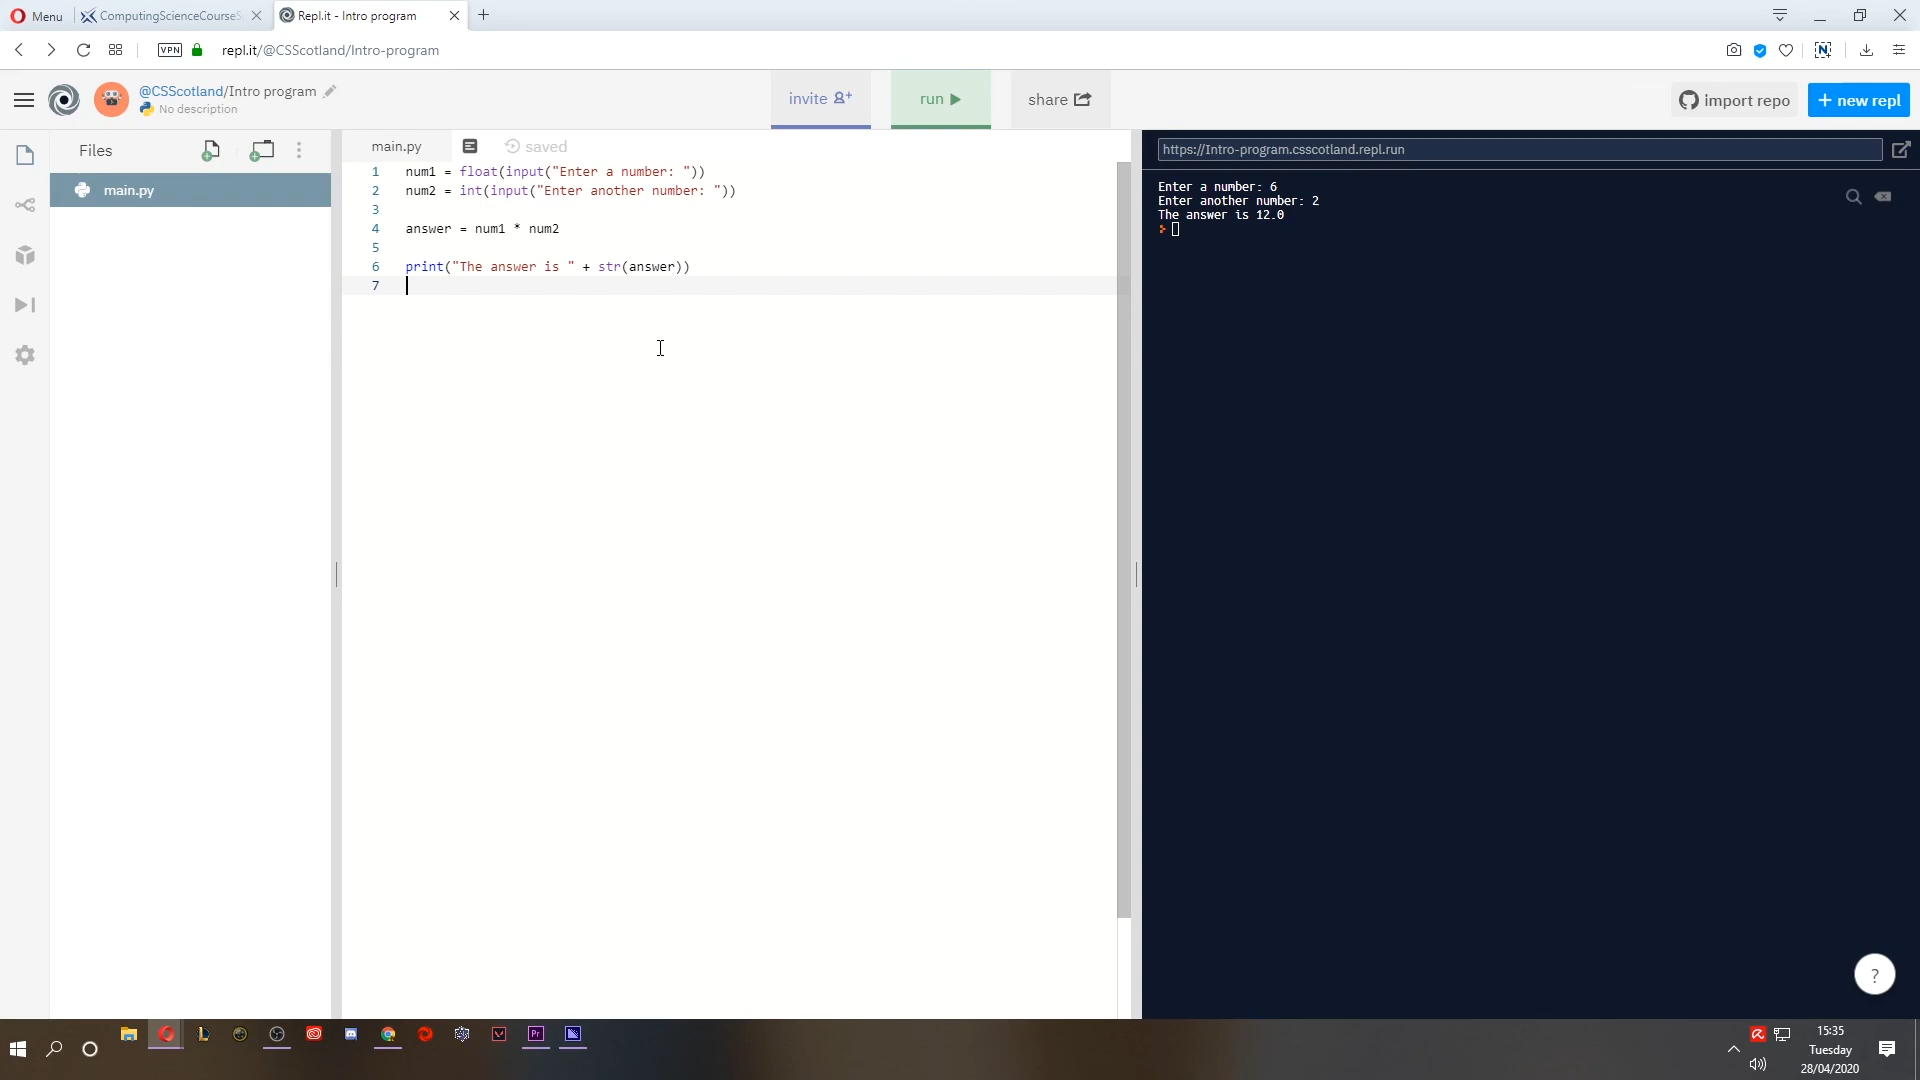 Menu
ComputingScienceCourseS
Repl.it - Intro program
VPN
repl.it/@CSScotland/Intro-program
@CSScotland/Intro program
No description
invite
run
share
import repo
+ new repl
Files
main.py
main.py
saved
1 num1 = float(input("Enter a number: "))
2 num2 = int(input("Enter another number: "))
3
4 answer = num1 * num2
5
6 print("The answer is " + str(answer))
7
https://Intro-program.csscotland.repl.run
Enter a number: 6
Enter another number: 2
The answer is 12.0
?
Pr
15:35
Tuesday
28/04/2020